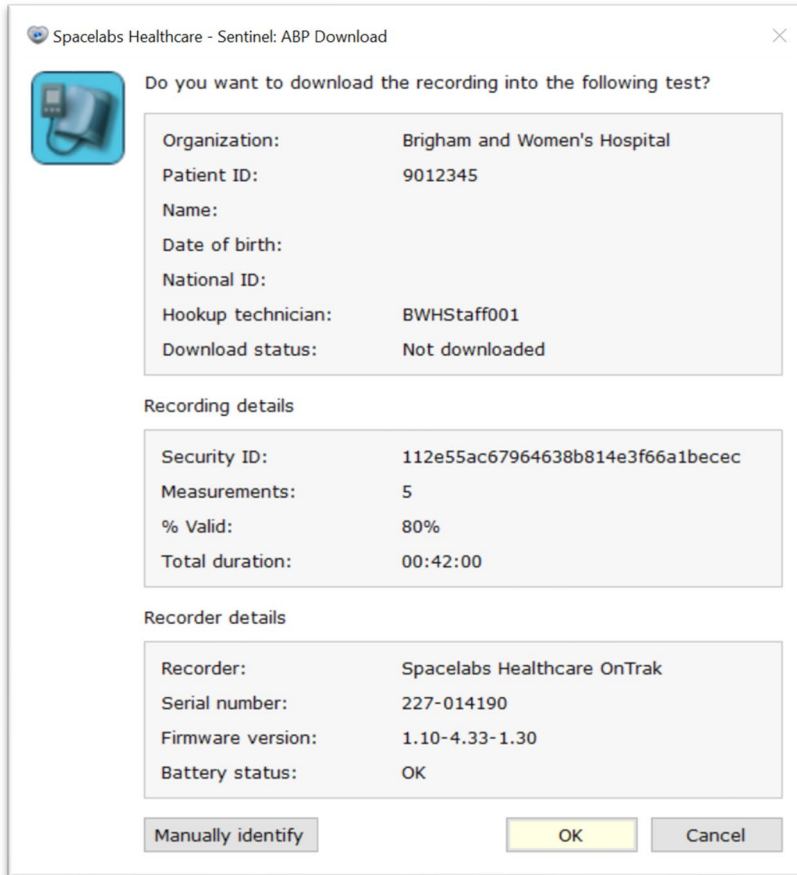 Spacelabs Healthcare - Sentinel: ABP Download
Do you want to download the recording into the following test?
Organization: Brigham and Women's Hospital
Patient ID: 9012345
Name:
Date of birth:
National ID:
Hookup technician: BWHStaff001
Download status: Not downloaded
Recording details
Security ID: 112e55ac67964638b814e3f66a1becec
Measurements: 5
% Valid: 80%
Total duration: 00:42:00
Recorder details
Recorder: Spacelabs Healthcare OnTrak
Serial number: 227-014190
Firmware version: 1.10-4.33-1.30
Battery status: OK
Manually identify OK Cancel